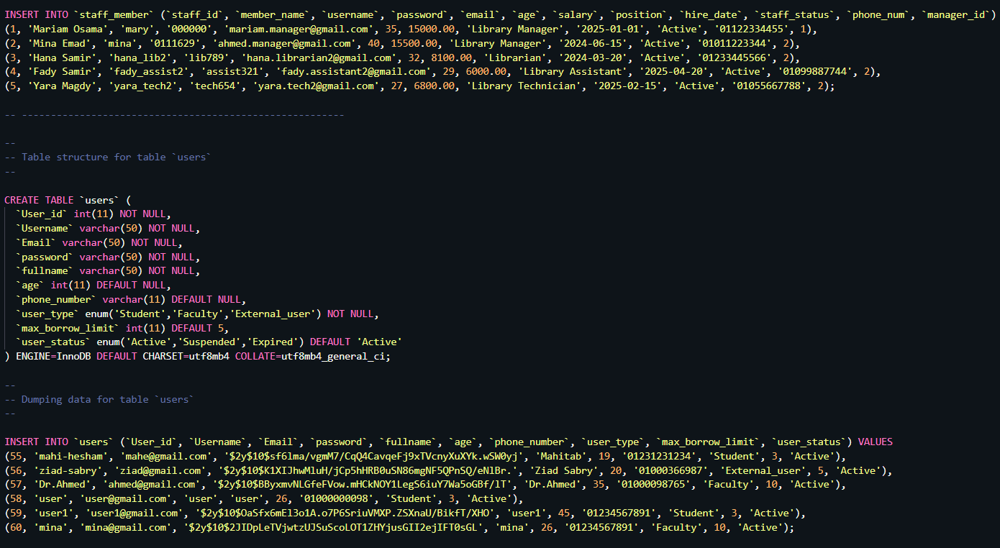 INSERT INTO `staff_member` (`staff_id`, `member_name`, `username`, `password`, `email`, `age`, `salary`, `position`, `hire_date`, `staff_status`, `phone_num`, `manager_id`)
(1, 'Mariam Osama', 'mary', '000000', 'mariam.manager@gmail.com', 35, 15000.00, 'Library Manager', '2025-01-01', 'Active', '01122334455', 1),
(2, 'Mina Emad', 'mina', '0111629', 'ahmed.manager@gmail.com', 40, 15500.00, 'Library Manager', '2024-06-15', 'Active', '01011223344', 2),
(3, 'Hana Samir', 'hana_lib2', 'lib789', 'hana.librarian2@gmail.com', 32, 8100.00, 'Librarian', '2024-03-20', 'Active', '01233445566', 2),
(4, 'Fady Samir', 'fady_assist2', 'assist321', 'fady.assistant2@gmail.com', 29, 6000.00, 'Library Assistant', '2025-04-20', 'Active', '01099887744', 2),
(5, 'Yara Magdy', 'yara_tech2', 'tech654', 'yara.tech2@gmail.com', 27, 6800.00, 'Library Technician', '2025-02-15', 'Active', '01055667788', 2);
-- --------------------------------------------------------
--
-- Table structure for table `users`
--
CREATE TABLE `users` (
`User_id` int(11) NOT NULL,
`Username` varchar(50) NOT NULL,
`Email` varchar(50) NOT NULL,
`password` varchar(50) NOT NULL,
`fullname` varchar(50) NOT NULL,
`age` int(11) DEFAULT NULL,
`phone_number` varchar(11) DEFAULT NULL,
`user_type` enum('Student','Faculty','External_user') NOT NULL,
`max_borrow_limit` int(11) DEFAULT 5,
`user_status` enum('Active','Suspended','Expired') DEFAULT 'Active'
) ENGINE=InnoDB DEFAULT CHARSET=utf8mb4 COLLATE=utf8mb4_general_ci;
--
-- Dumping data for table `users`
--
INSERT INTO `users` (`User_id`, `Username`, `Email`, `password`, `fullname`, `age`, `phone_number`, `user_type`, `max_borrow_limit`, `user_status`) VALUES
(55, 'mahi-hesham', 'mahe@gmail.com', '$2y$10$sf6lma/vgmM7/CqQ4CavqeFj9xTVcnyXuXYk.wSW0yj', 'Mahitab', 19, '01231231234', 'Student', 3, 'Active'),
(56, 'ziad-sabry', 'ziad@gmail.com', '$2y$10$K1XIJhwMluH/jCp5hHRB0uSN86mgNF5QPnSQ/eNlBr.', 'Ziad Sabry', 20, '01000366987', 'External_user', 5, 'Active'),
(57, 'Dr.Ahmed', 'ahmed@gmail.com', '$2y$10$BByxmvNLGfeFVow.mHCkNOY1LegS6iuY7Wa5oGBf/lT', 'Dr.Ahmed', 35, '01000098765', 'Faculty', 10, 'Active'),
(58, 'user', 'user@gmail.com', 'user', 'user', 26, '01000000098', 'Student', 3, 'Active'),
(59, 'user1', 'user1@gmail.com', '$2y$10$OaSfx6mEl3o1A.o7P6SriuVMXP.ZSXnaU/BikfT/XHO', 'user1', 45, '01234567891', 'Student', 3, 'Active'),
(60, 'mina', 'mina@gmail.com', '$2y$10$2JIDpLeTVjwtzUJSuScoLOT1ZHYjusGII2ejIFT0sGL', 'mina', 26, '01234567891', 'Faculty', 10, 'Active');